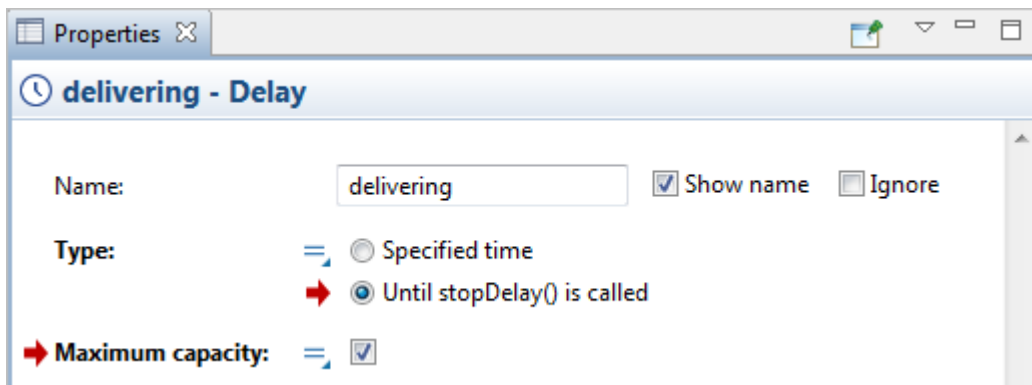 Properties
delivering - Delay
Name: delivering Show name Ignore
Type: Specified time
Until stopDelay() is called
Maximum capacity: